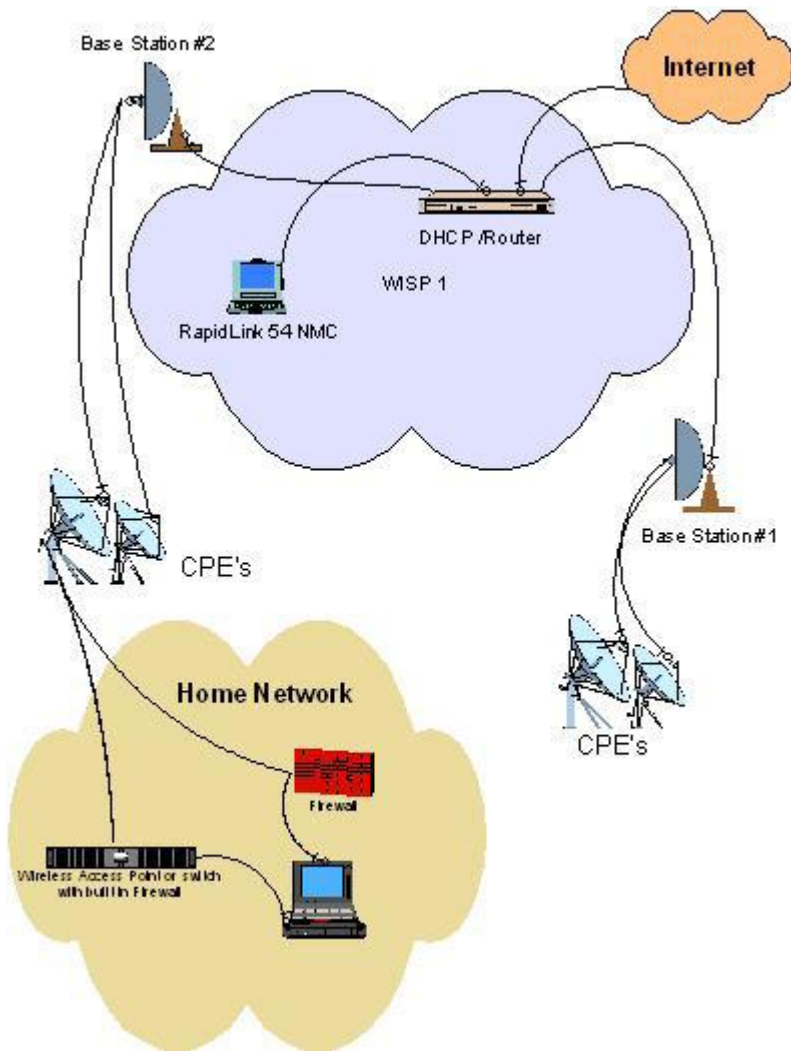 Base Station #2
Internet
DHCP/Router
WISP 1
RapidLink 54 NMC
Base Station #1
CPE's
CPE's
Home Network
Firewall
Wireless Access Point or switch
with built in Firewall